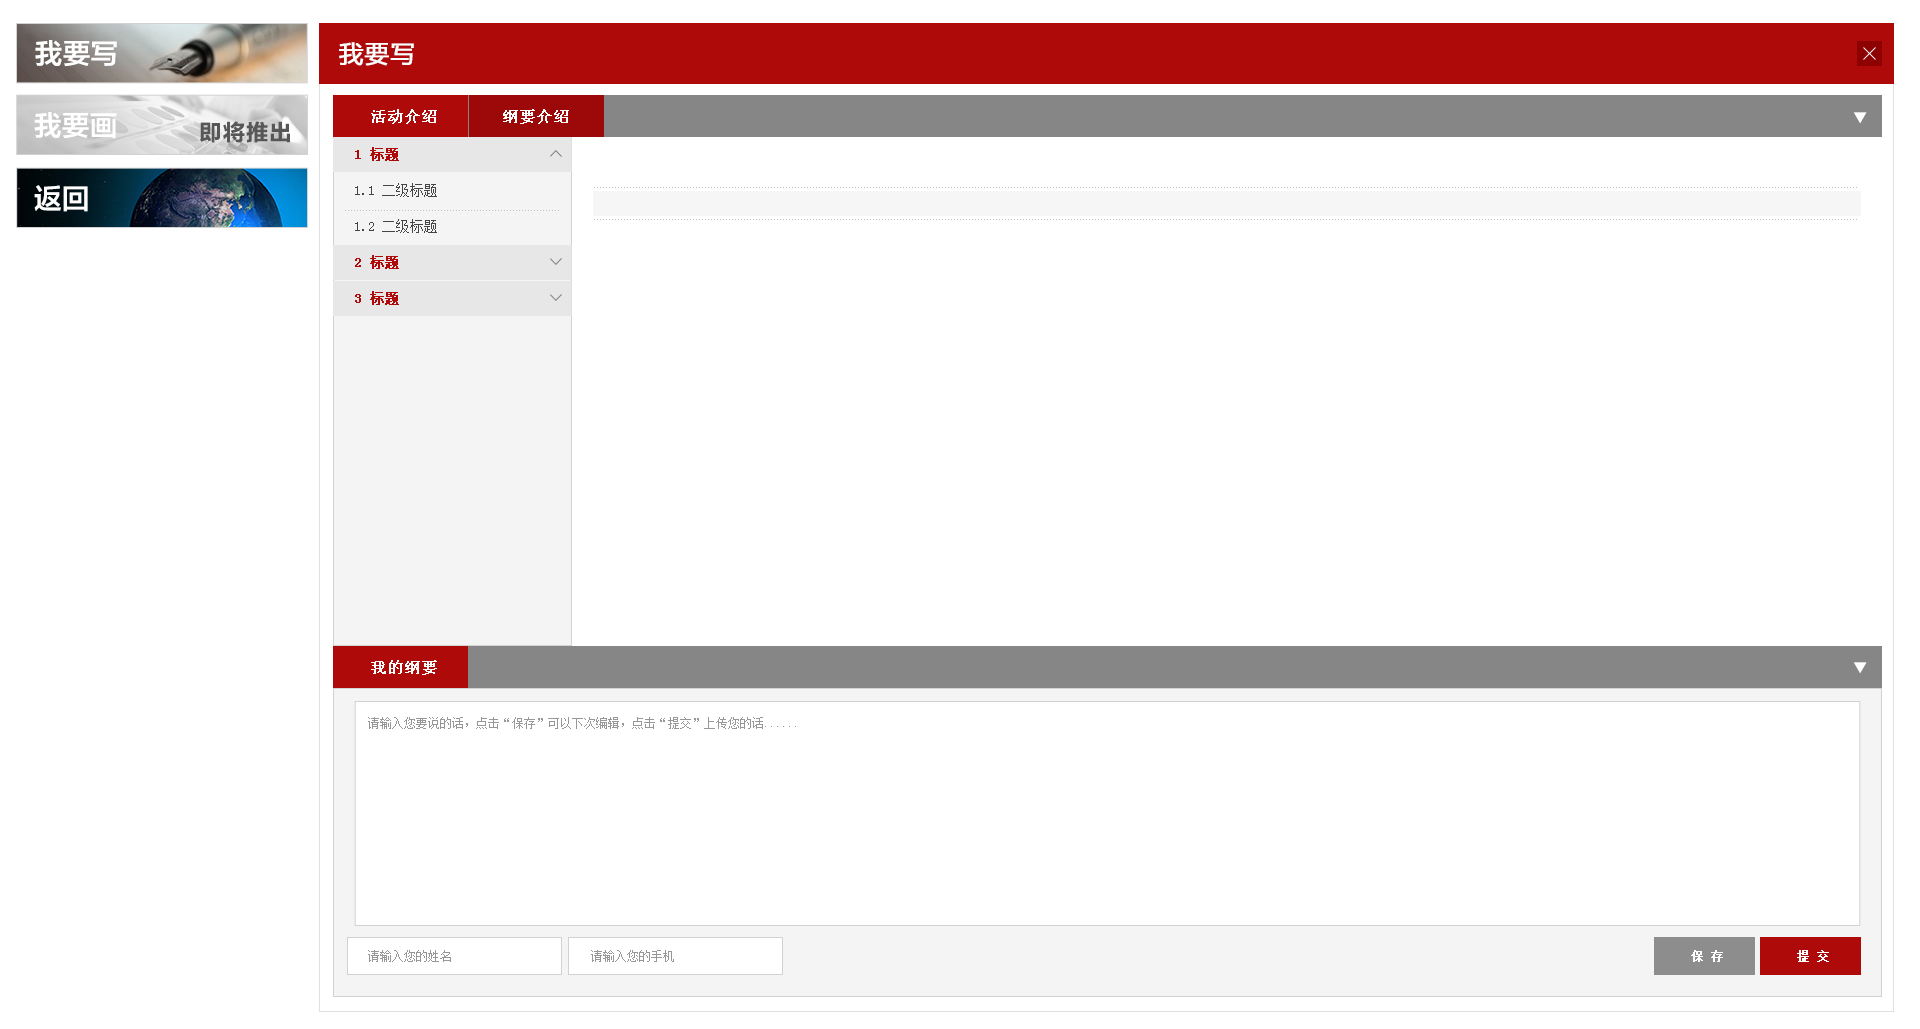 我要写
我要画
即将推出
返回
我要写
活动介绍
纲要介绍
1 标题
1.1 二级标题
1.2 二级标题
2 标题
3 标题
我的纲要
请输入您要说的话，点击“保存”可以下次编辑，点击“提交”上传您的话......
请输入您的姓名
请输入您的手机
保 存
提 交